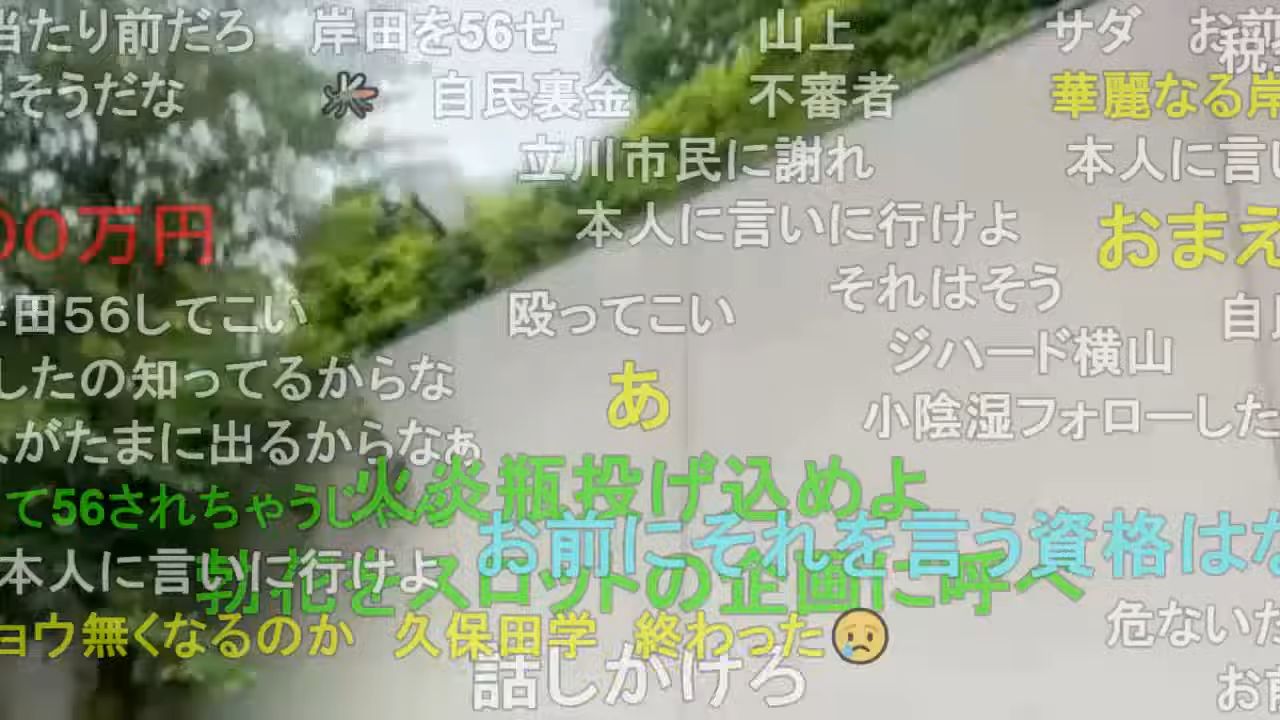 当たり前だろ 岸田を56せ 山上 サダ お前
税
そうだな 自民裏金 不審者 華麗なる岸
立川市民に謝れ 本人に言い
00万円 本人に言いに行けよ おまえ
それはそう
岸田56してこい 殴ってこい 自民
ジハード横山
したの知ってるからな あ
小陰湿フォローした
がたまに出るからなぁ
火炎瓶投げ込めよ
て56されちゃうじゃん
お前にそれを言う資格はな
本人に言いに行けよ スロットの企画に呼べ
ョウ無くなるのか 久保田学 終わった😢
危ないだ
話しかけろ お前